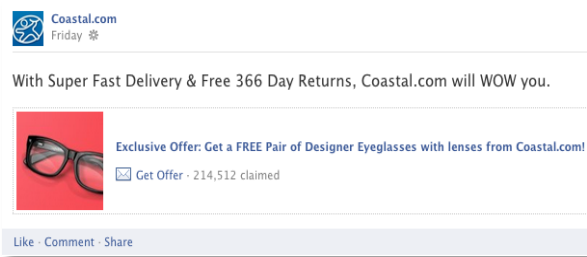 Coastal.com
Friday
With Super Fast Delivery & Free 366 Day Returns, Coastal.com will WOW you.
Exclusive Offer: Get a FREE Pair of Designer Eyeglasses with lenses from Coastal.com!
Get Offer · 214,512 claimed
Like · Comment · Share